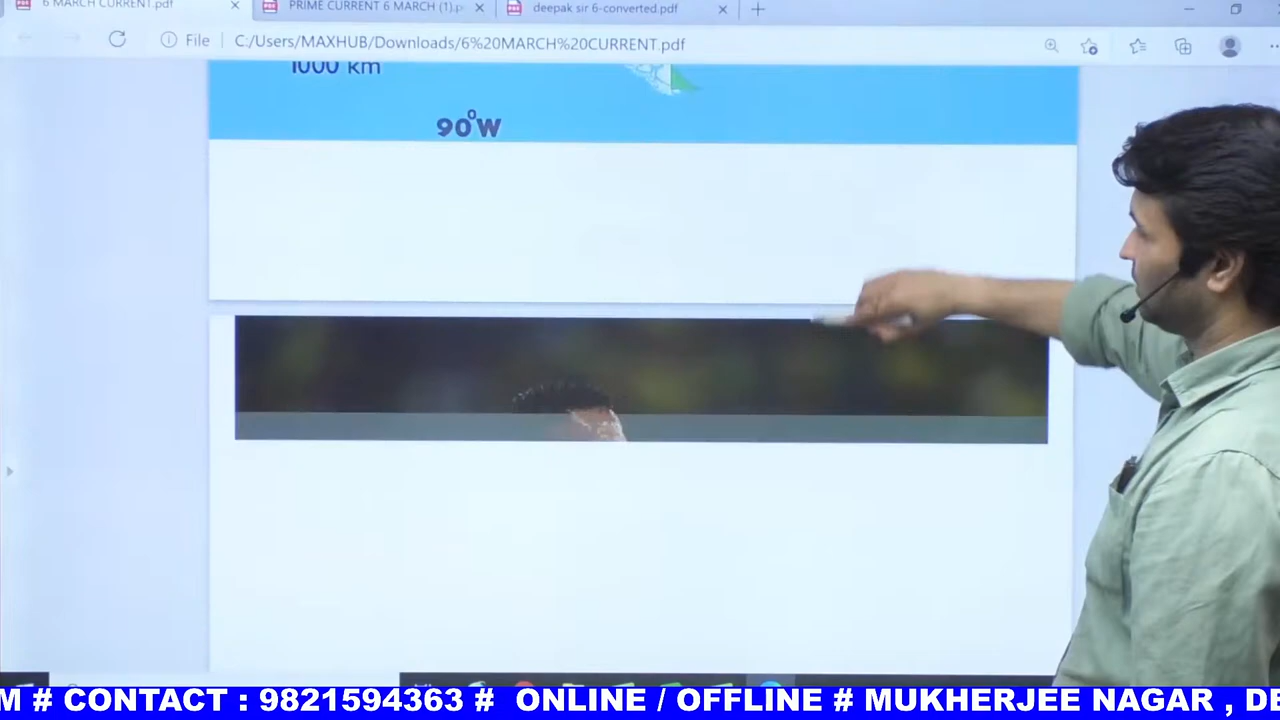 6 MARCH CURRENT.pdf
PRIME CURRENT 6 MARCH (1).p
deepak sir 6-converted.pdf
File
C:/Users/MAXHUB/Downloads/6%20MARCH%20CURRENT.pdf
1000 km
90°W
M # CONTACT : 9821594363 # ONLINE / OFFLINE # MUKHERJEE NAGAR , DE